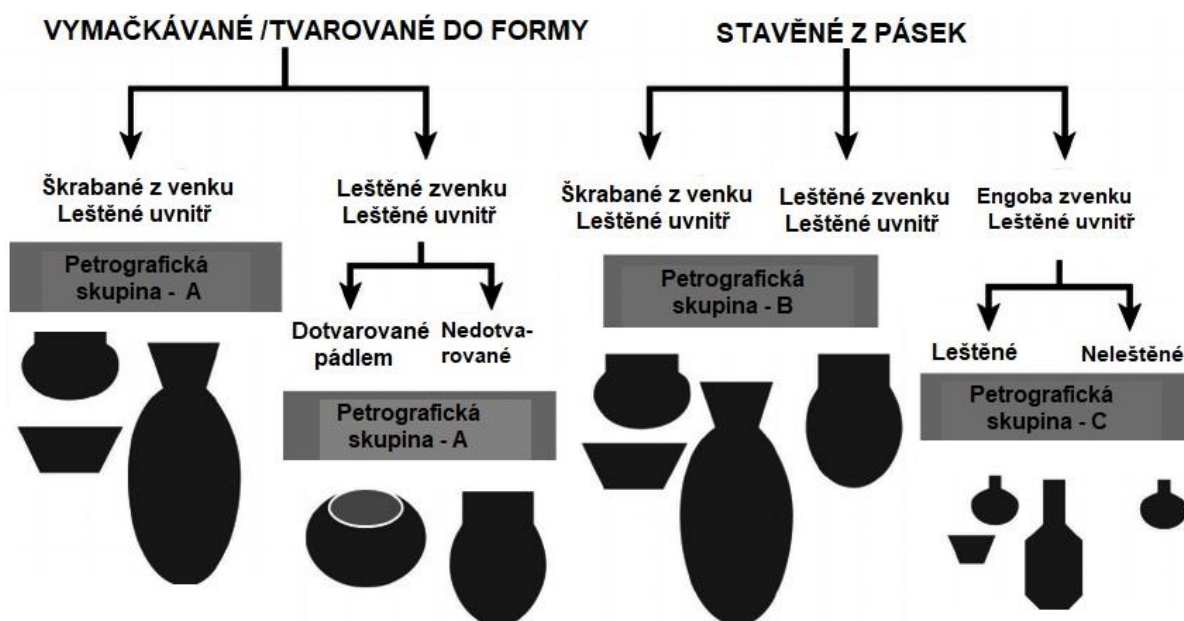 VYMAČKÁVANÉ /TVAROVANÉ DO FORMY
STAVĚNÉ Z PÁSEK
Škrabané z venku
Leštěné uvnitř
Leštěné zvenku
Leštěné uvnitř
Škrabané z venku
Leštěné uvnitř
Leštěné zvenku
Leštěné uvnitř
Engoba zvenku
Leštěné uvnitř
Petrografická
skupina - A
Dotvarované
pádlem
Nedotva-
rované
Petrografická
skupina - A
Petrografická
skupina - B
Leštěné
Neleštěné
Petrografická
skupina - C